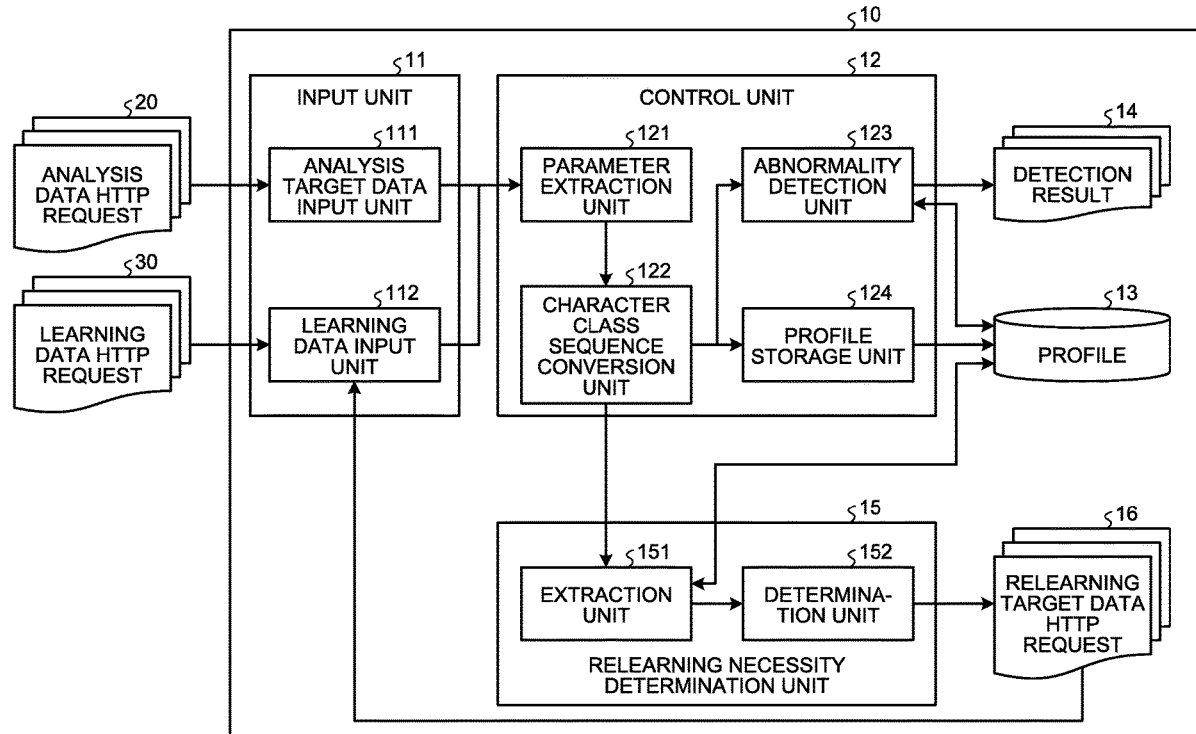 10
11
INPUT UNIT
12
CONTROL UNIT
20
ANALYSIS
DATA HTTP
REQUEST
111
ANALYSIS
TARGET DATA
INPUT UNIT
121
PARAMETER
EXTRACTION
UNIT
123
ABNORMALITY
DETECTION
UNIT
14
DETECTION
RESULT
30
LEARNING
DATA HTTP
REQUEST
112
LEARNING
DATA INPUT
UNIT
122
CHARACTER
CLASS
SEQUENCE
CONVERSION
UNIT
124
PROFILE
STORAGE UNIT
13
PROFILE
15
151
EXTRACTION
UNIT
152
DETERMINA-
TION UNIT
RELEARNING NECESSITY
DETERMINATION UNIT
16
RELEARNING
TARGET DATA
HTTP
REQUEST